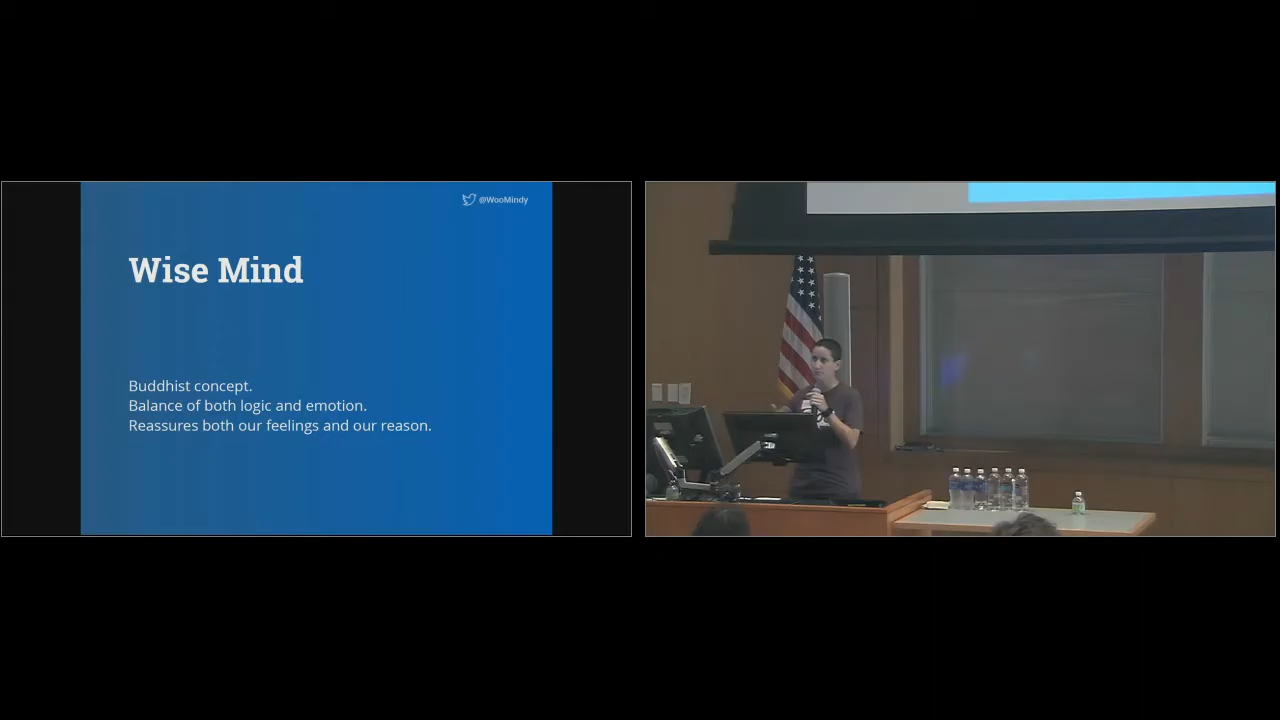 @WooMindy
Wise Mind
Buddhist concept.
Balance of both logic and emotion.
Reassures both our feelings and our reason.